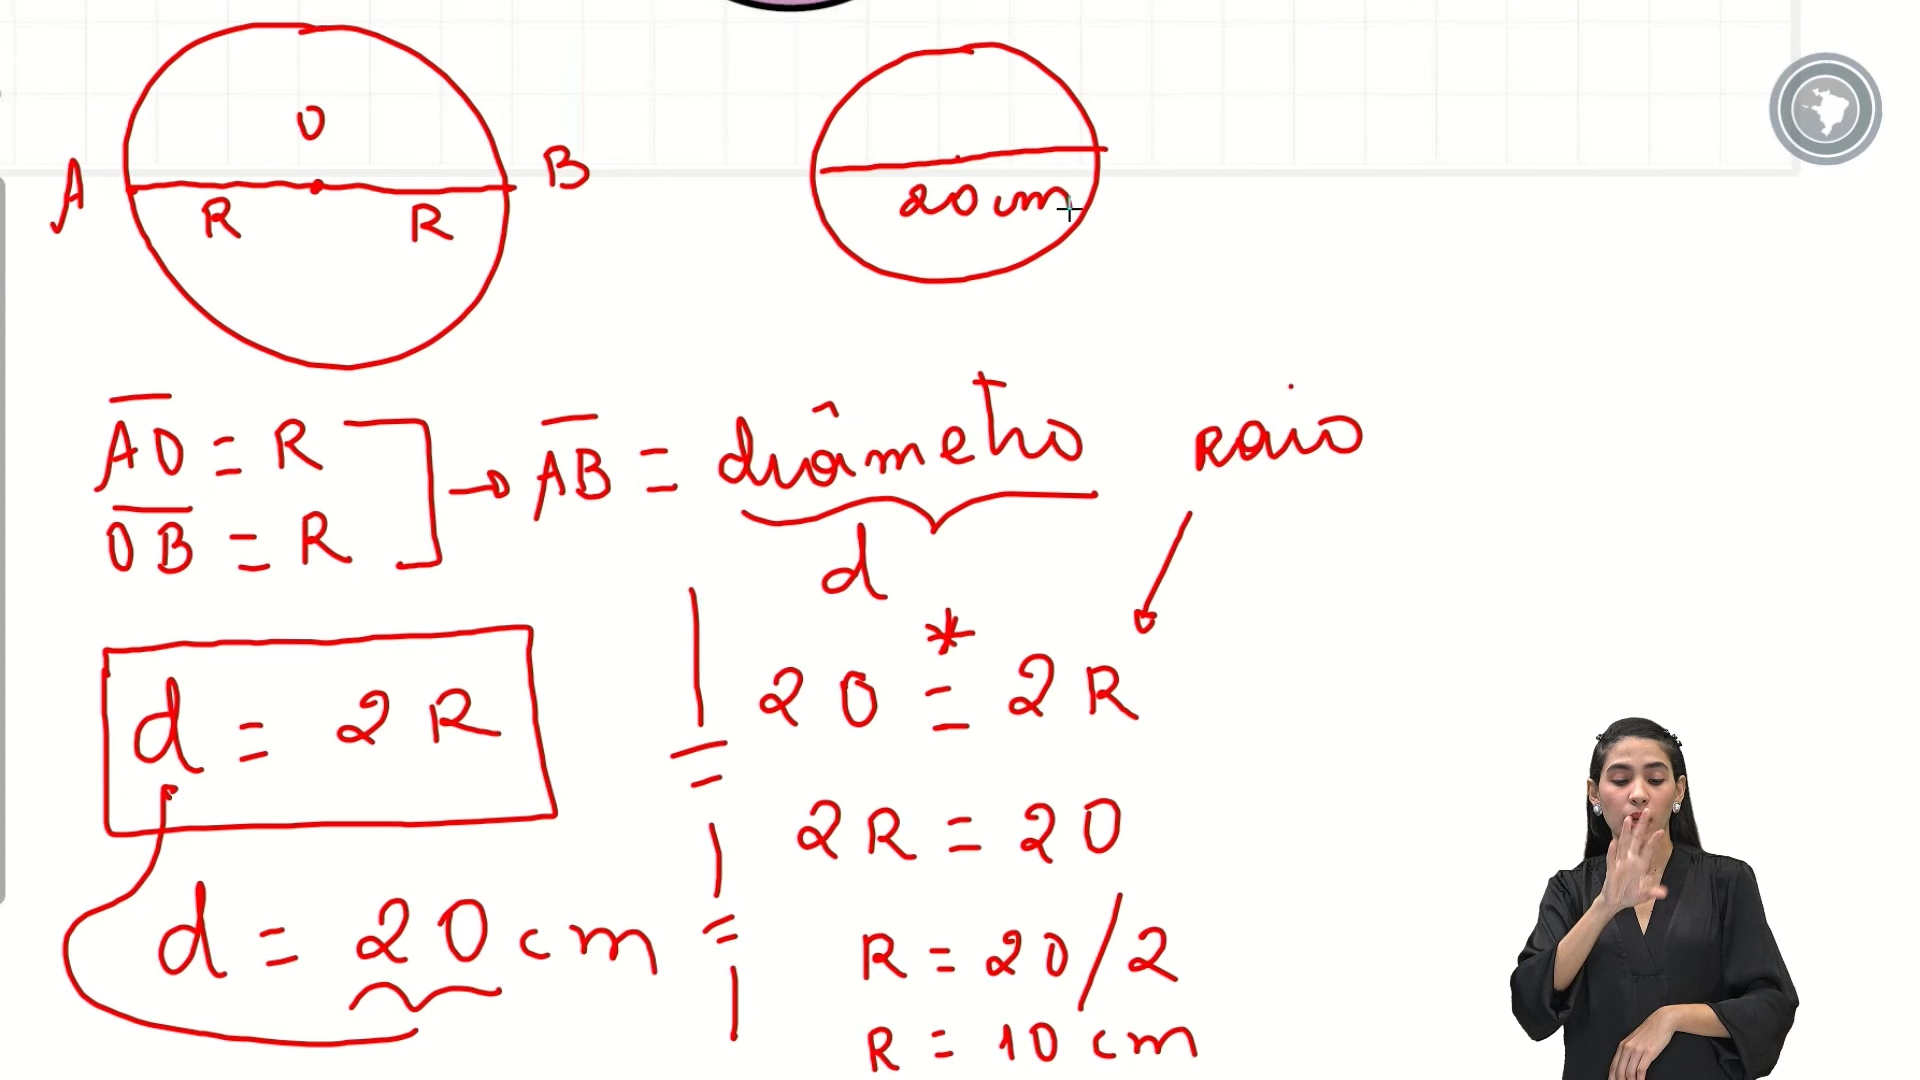 O
A B
R R
20 cm
AO = R
OB = R
AB = diâmetro
d
raio
d = 2R
20 * = 2R
2R = 20
d = 20 cm
R = 20/2
R = 10 cm